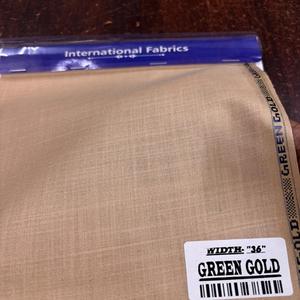 International Fabrics
GREEN GOLD
WIDTH- "36"
GREEN GOLD